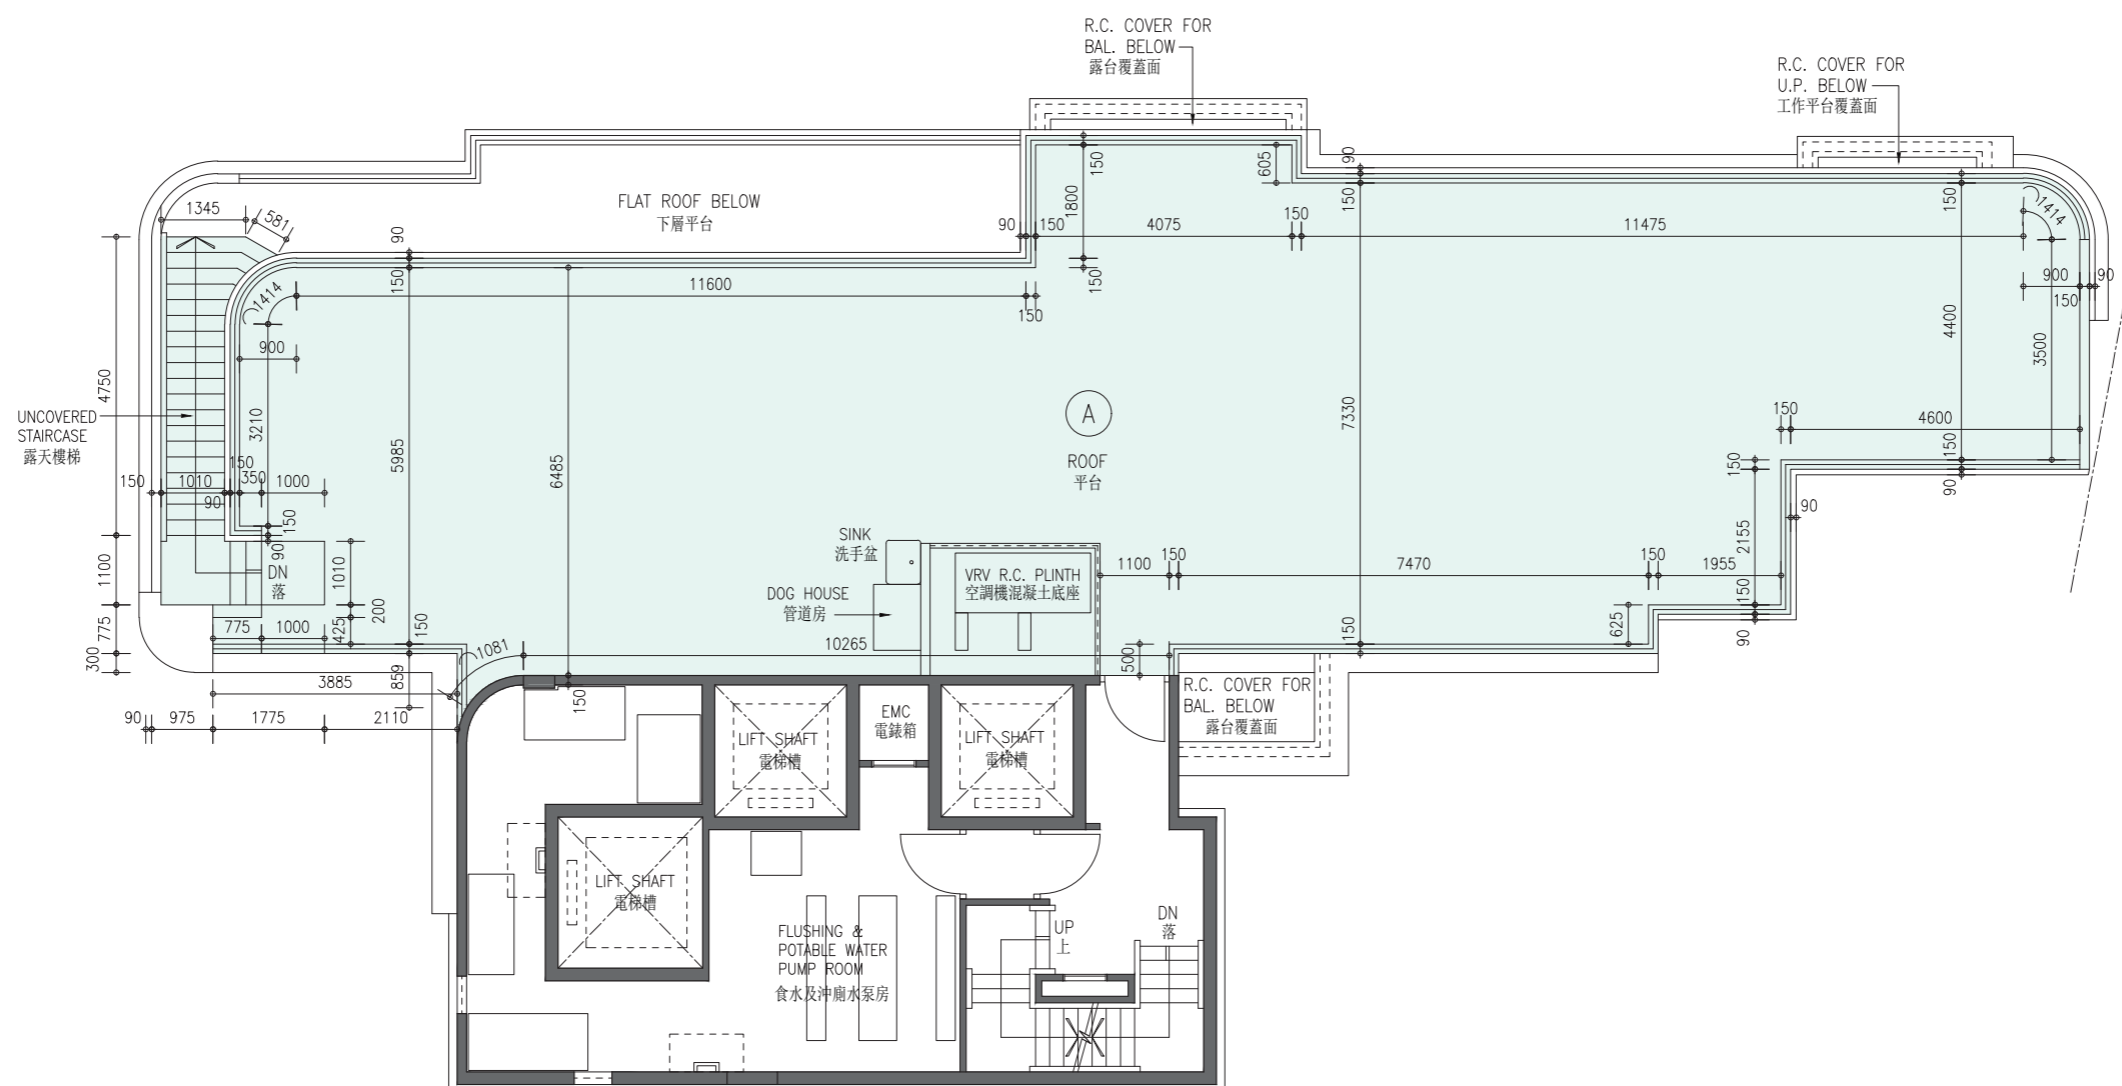 R.C. COVER FOR
BAL. BELOW
露台覆蓋面
R.C. COVER FOR
U.P. BELOW
工作平台覆蓋面
FLAT ROOF BELOW
下層平台
1345
581
90
150
1800
150
605
90
150
150
1414
90
150
4075
150
11475
150
150
11600
150
900
150
90
1414
900
4750
3210
5985
6485
7330
4400
3500
UNCOVERED
STAIRCASE
露天樓梯
A
ROOF
平台
150
4600
150
150
1010
90
150
350
1000
150
90
90
90
2155
DN
落
1010
1100
200
SINK
洗手盆
DOG HOUSE
管道房
VRV R.C. PLINTH
空調機混凝土底座
1100
150
7470
150
1955
150
90
625
775
1000
425
150
775
300
859
1081
10265
500
150
3885
150
90
975
1775
2110
R.C. COVER FOR
BAL. BELOW
露台覆蓋面
EMC
電錶箱
LIFT SHAFT
電梯槽
LIFT SHAFT
電梯槽
LIFT SHAFT
電梯槽
FLUSHING &
POTABLE WATER
PUMP ROOM
食水及沖廁水泵房
UP
上
DN
落